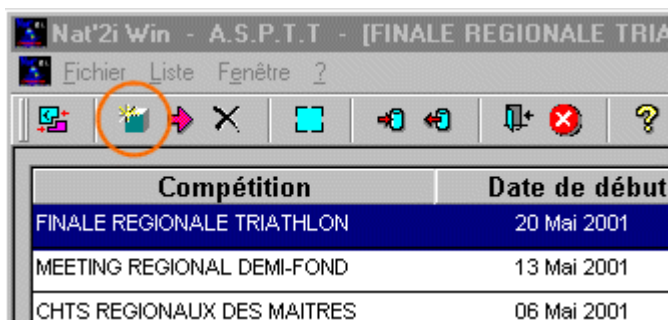 Nat'2i Win - A.S.P.T.T - [FINALE REGIONALE TRIA
Fichier Liste Fenêtre ?
Compétition Date de début
FINALE REGIONALE TRIATHLON 20 Mai 2001
MEETING REGIONAL DEMI-FOND 13 Mai 2001
CHTS REGIONAUX DES MAITRES 06 Mai 2001